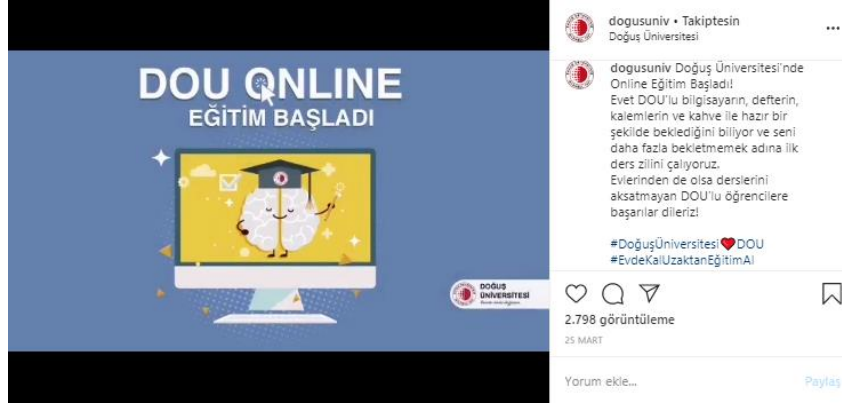 DOU ONLINE
EĞİTİM BAŞLADI
DOĞUŞ
ÜNİVERSİTESİ
dogusuniv • Takiptesin
Doğuş Üniversitesi
dogusuniv Doğuş Üniversitesi'nde
Online Eğitim Başladı!
Evet DOU'lu bilgisayarın, defterin,
kalemlerin ve kahve ile hazır bir
şekilde beklediğini biliyor ve seni
daha fazla bekletmemek adına ilk
ders zilini çalıyoruz.
Evlerinden de olsa derslerini
aksatmayan DOU'lu öğrencilere
başarılar dileriz!
#DoğuşÜniversitesi❤DOU
#EvdeKalUzaktanEğitimAl
2.798 görüntüleme
25 MART
Yorum ekle...
Paylaş